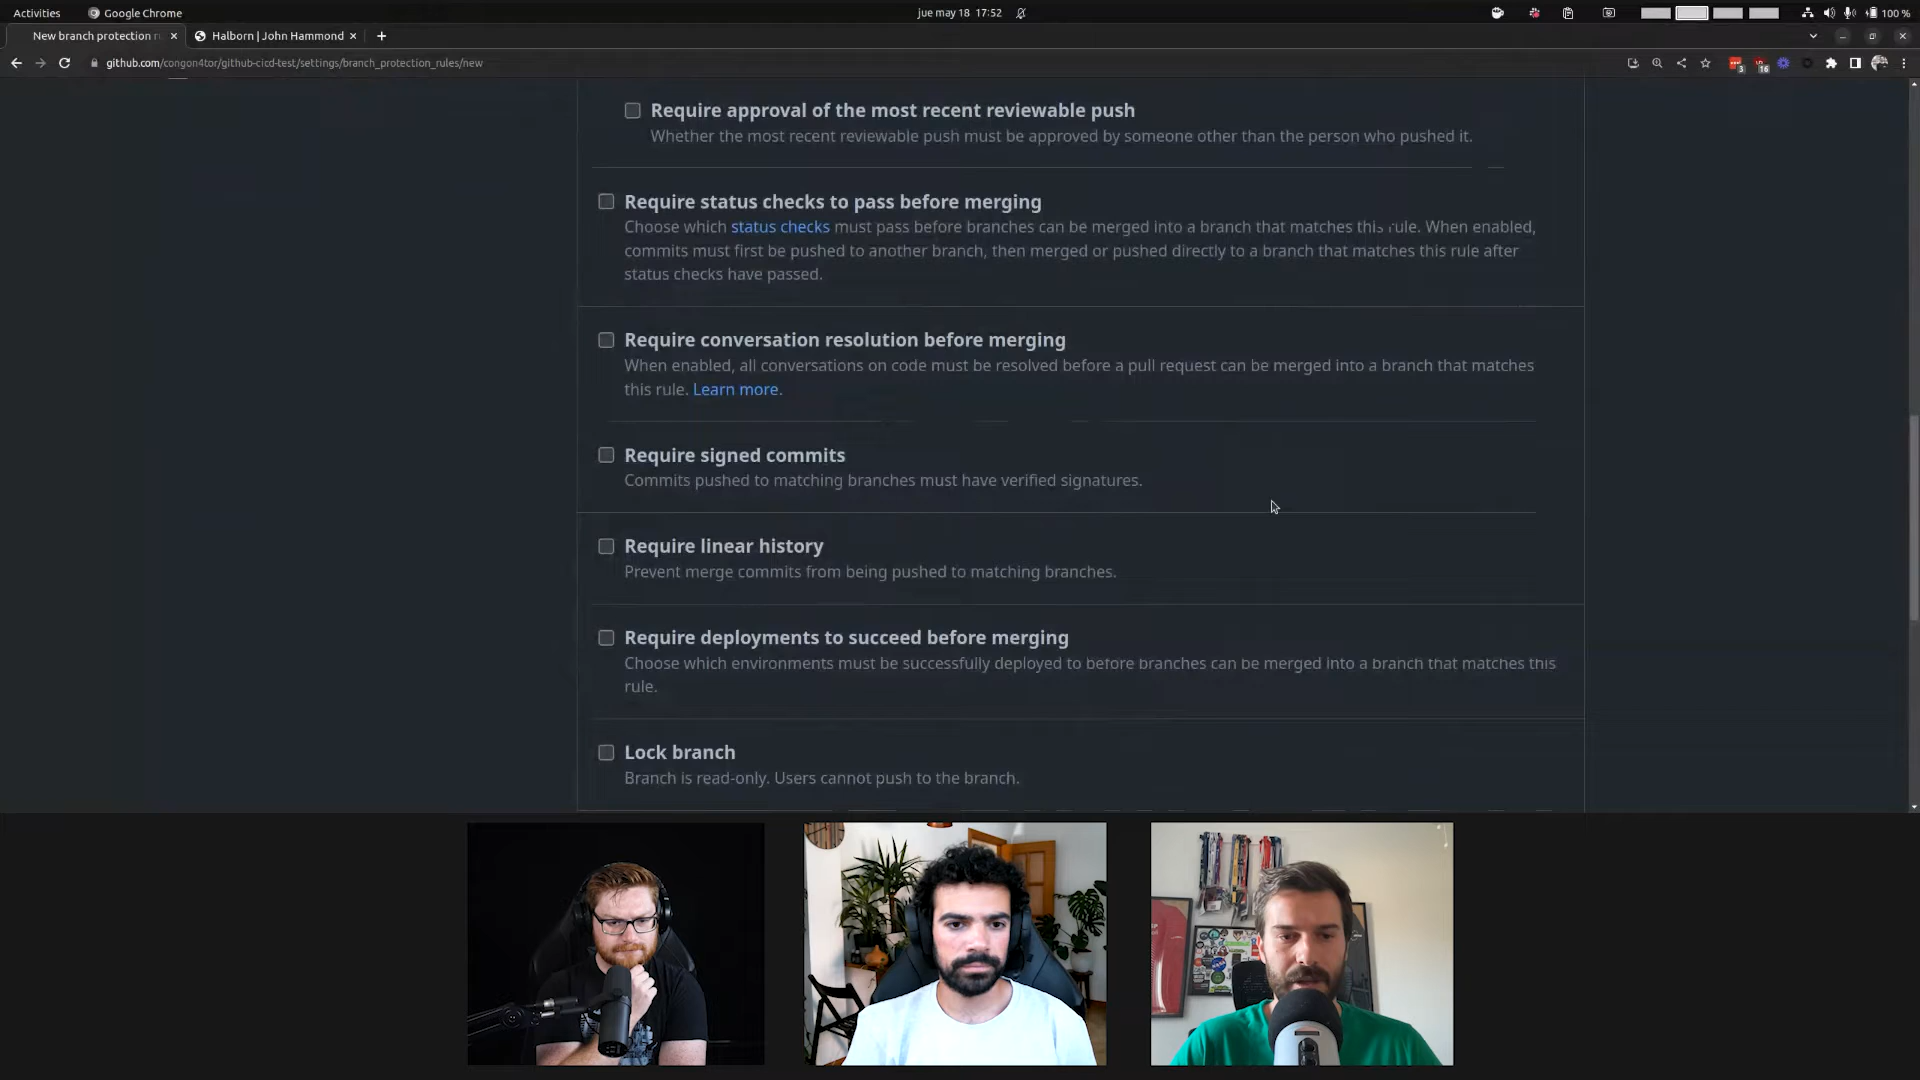 Activities
Google Chrome
jue may 18 17:52
100 %
New branch protection r
Halborn | John Hammond
github.com/congon4tor/github-cicd-test/settings/branch_protection_rules/new
3
16
Require approval of the most recent reviewable push
Whether the most recent reviewable push must be approved by someone other than the person who pushed it.
Require status checks to pass before merging
Choose which status checks must pass before branches can be merged into a branch that matches this rule. When enabled,
commits must first be pushed to another branch, then merged or pushed directly to a branch that matches this rule after
status checks have passed.
Require conversation resolution before merging
When enabled, all conversations on code must be resolved before a pull request can be merged into a branch that matches
this rule. Learn more.
Require signed commits
Commits pushed to matching branches must have verified signatures.
Require linear history
Prevent merge commits from being pushed to matching branches.
Require deployments to succeed before merging
Choose which environments must be successfully deployed to before branches can be merged into a branch that matches this
rule.
Lock branch
Branch is read-only. Users cannot push to the branch.